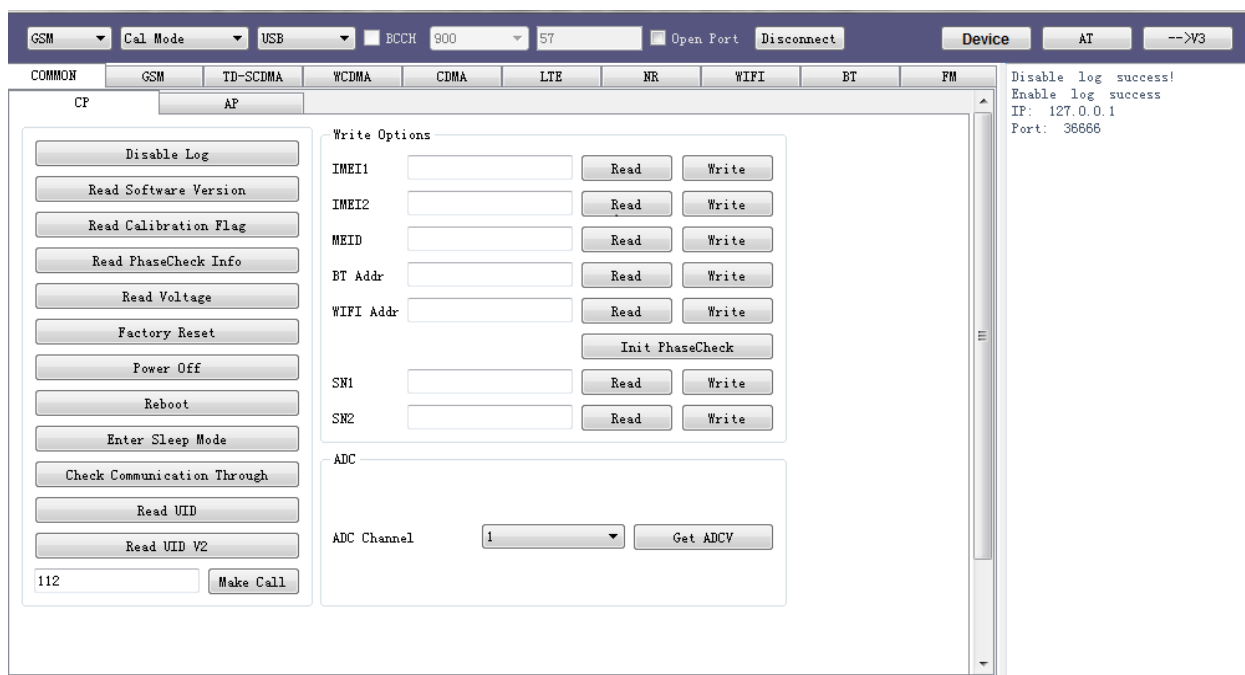 GSM Cal Mode USB BCCH 900 57 Open Port Disconnect Device AT -->V3
COMMON GSM TD-SCDMA WCDMA CDMA LTE NR WIFI BT FM
CP AP
Disable Log
Read Software Version
Read Calibration Flag
Read PhaseCheck Info
Read Voltage
Factory Reset
Power Off
Reboot
Enter Sleep Mode
Check Communication Through
Read UID
Read UID V2
112 Make Call
Write Options
IMEI1 Read Write
IMEI2 Read Write
MEID Read Write
BT Addr Read Write
WIFI Addr Read Write
Init PhaseCheck
SN1 Read Write
SN2 Read Write
ADC
ADC Channel 1 Get ADCV
Disable log success!
Enable log success
IP: 127.0.0.1
Port: 36666